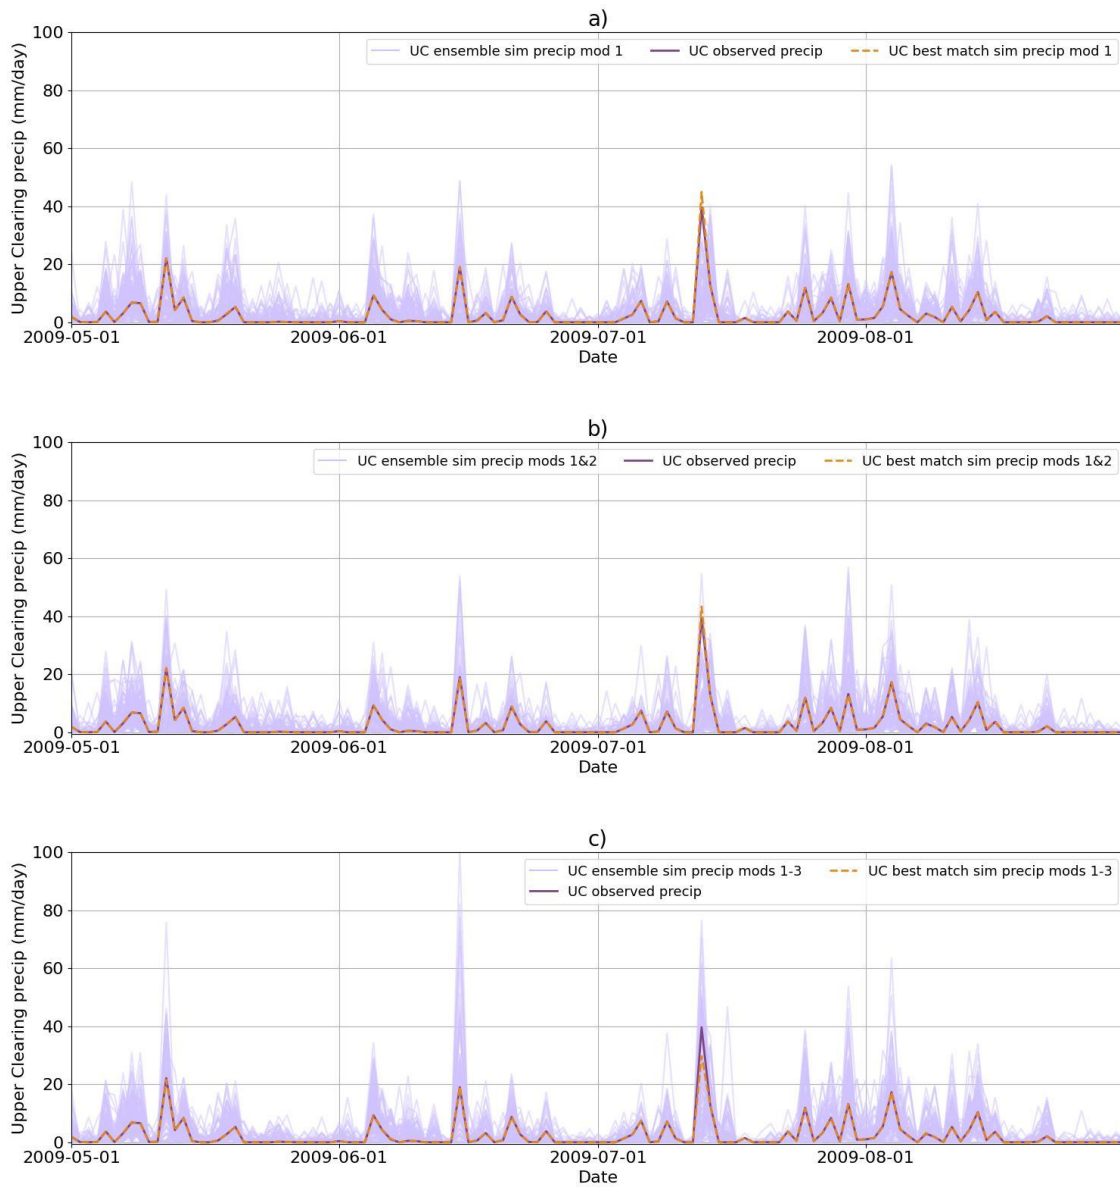 a)
UC ensemble sim precip mod 1 UC observed precip UC best match sim precip mod 1
Upper Clearing precip (mm/day)
100
80
60
40
20
0
2009-05-01 2009-06-01 2009-07-01 2009-08-01
Date
b)
UC ensemble sim precip mods 1&2 UC observed precip UC best match sim precip mods 1&2
Upper Clearing precip (mm/day)
100
80
60
40
20
0
2009-05-01 2009-06-01 2009-07-01 2009-08-01
Date
c)
UC ensemble sim precip mods 1-3 UC best match sim precip mods 1-3
UC observed precip
Upper Clearing precip (mm/day)
100
80
60
40
20
0
2009-05-01 2009-06-01 2009-07-01 2009-08-01
Date